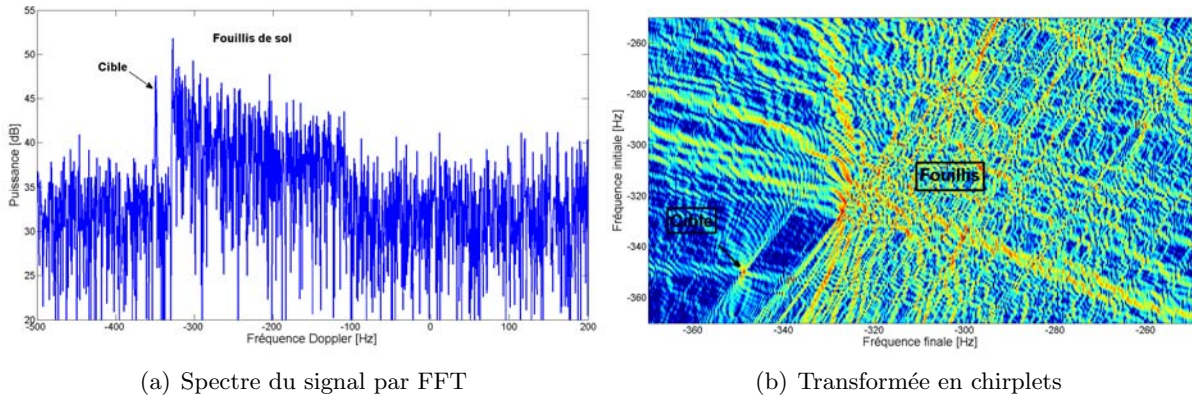 55
50
45
40
35
30
25
20
Puissance [dB]
Fouillis de sol
Cible
-500 -400 -300 -200 -100 0 100 200
Fréquence Doppler [Hz]
(a) Spectre du signal par FFT
-260
-280
-300
-320
-340
-360
Fréquence initiale [Hz]
Fouillis
Cible
-360 -340 -320 -300 -280 -260
Fréquence finale [Hz]
(b) Transformée en chirplets